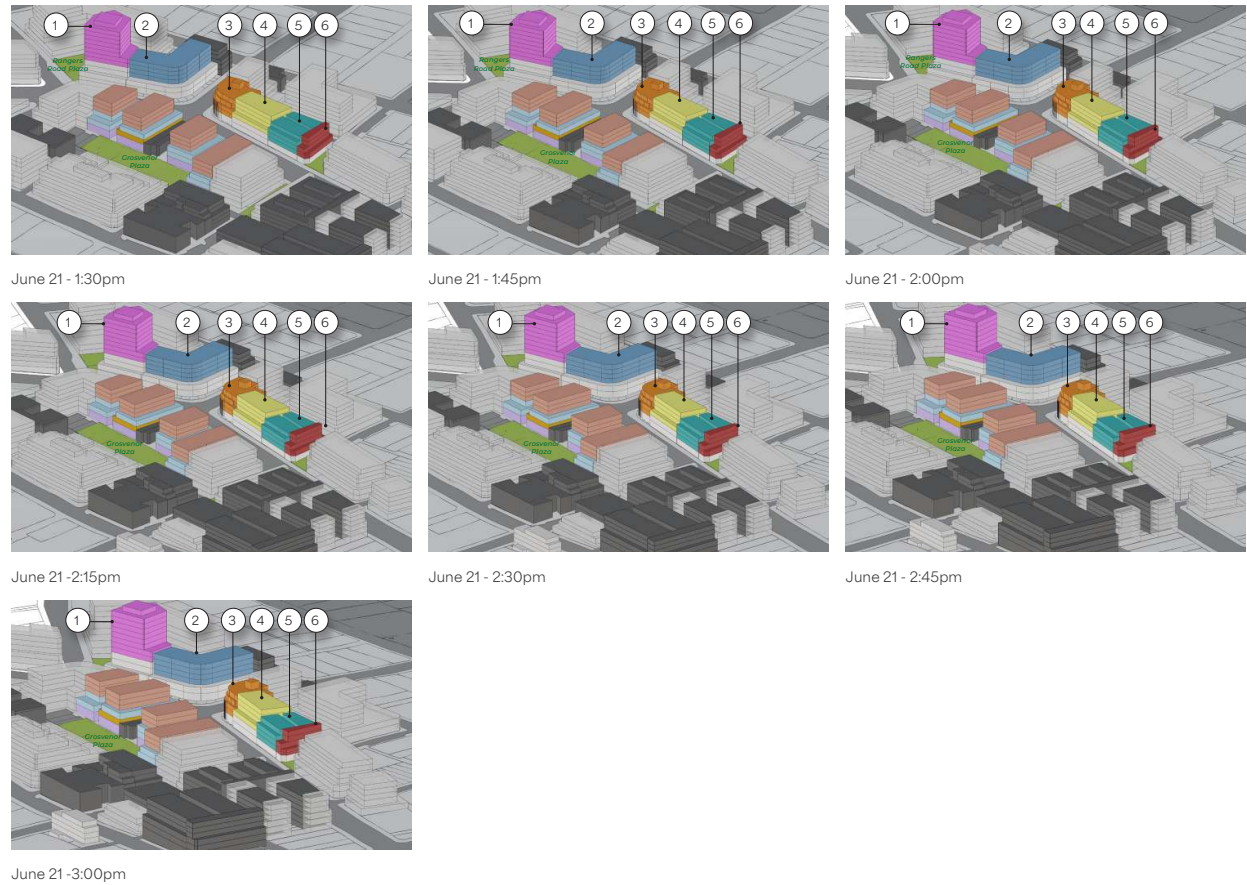 1 2 3 4 5 6
Rangers
Road Plaza
Grosvenor
Plaza
1 2 3 4 5 6
Rangers
Road Plaza
Grosvenor
Plaza
1 2 3 4 5 6
Rangers
Road Plaza
Grosvenor
Plaza
June 21 - 1:30pm
June 21 - 1:45pm
June 21 - 2:00pm
1 2 3 4 5 6
Grosvenor
Plaza
1 2 3 4 5 6
Grosvenor
Plaza
1 2 3 4 5 6
Grosvenor
Plaza
June 21 -2:15pm
June 21 - 2:30pm
June 21 - 2:45pm
1 2 3 4 5 6
Grosvenor
Plaza
June 21 -3:00pm